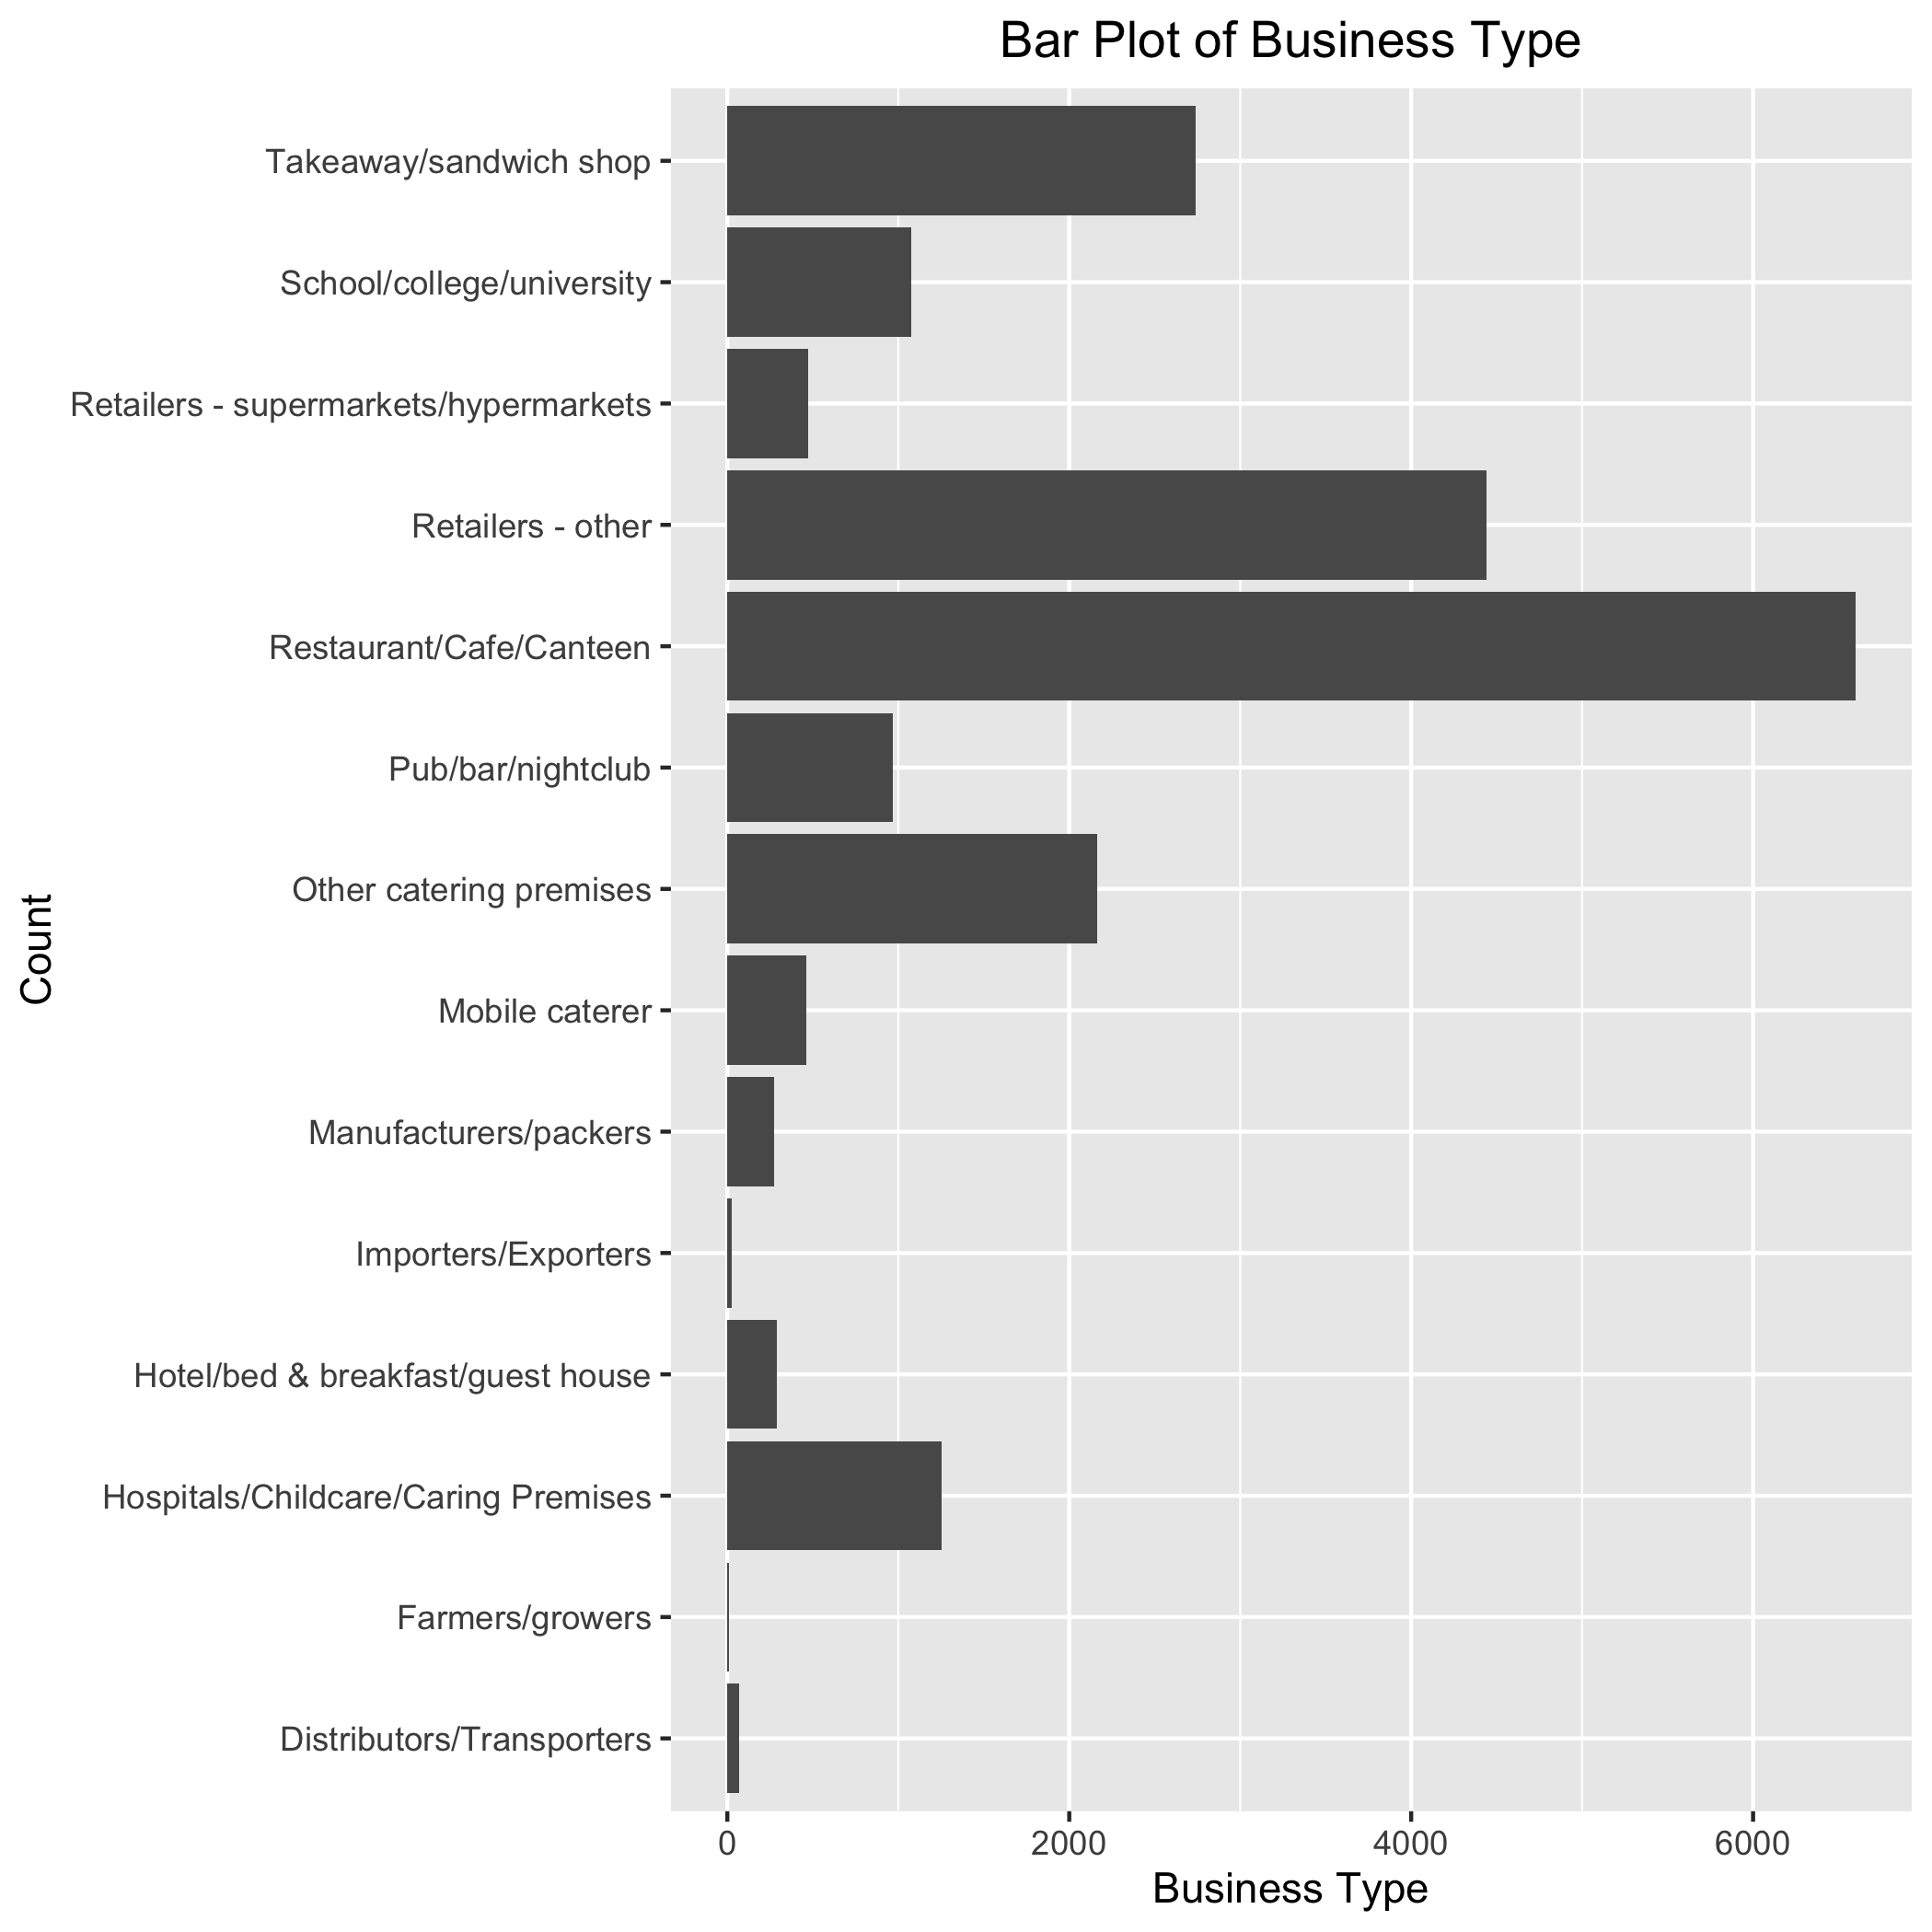 Bar Plot of Business Type
Takeaway/sandwich shop
School/college/university
Retailers - supermarkets/hypermarkets
Retailers - other
Restaurant/Cafe/Canteen
Pub/bar/nightclub
Other catering premises
Mobile caterer
Manufacturers/packers
Importers/Exporters
Hotel/bed & breakfast/guest house
Hospitals/Childcare/Caring Premises
Farmers/growers
Distributors/Transporters
Count
0 2000 4000 6000
Business Type